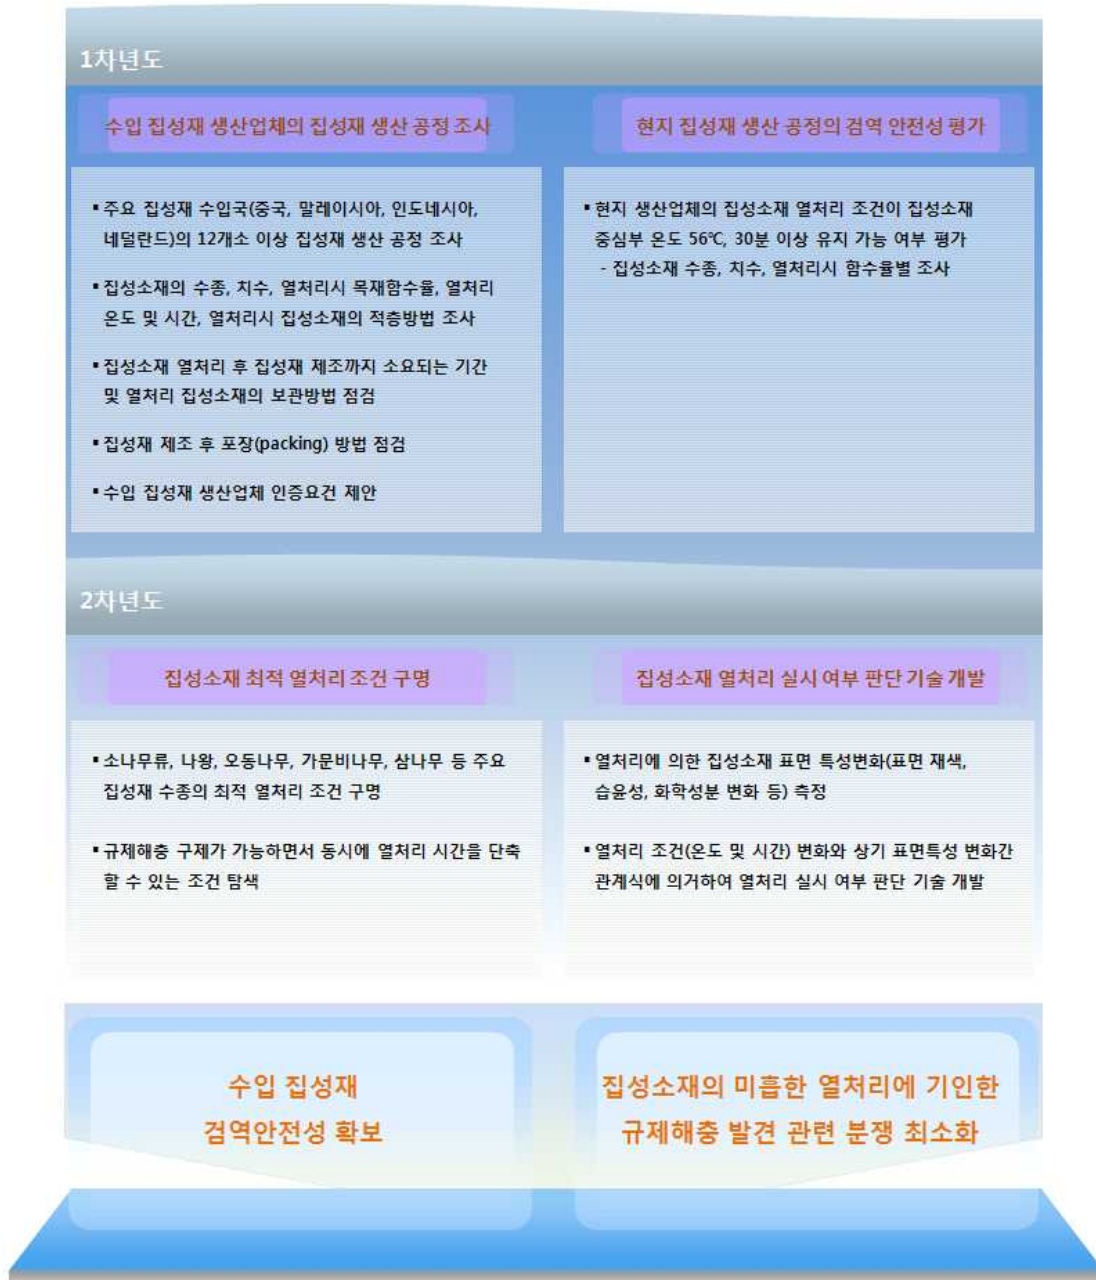 1차년도
수입 집성재 생산업체의 집성재 생산 공정 조사
▪주요 집성재 수입국(중국, 말레이시아, 인도네시아,
네덜란드)의 12개소 이상 집성재 생산 공정 조사
▪집성소재의 수종, 치수, 열처리시 목재함수율, 열처리
온도 및 시간, 열처리시 집성소재의 적층방법 조사
▪집성소재 열처리 후 집성재 제조까지 소요되는 기간
및 열처리 집성소재의 보관방법 점검
▪집성재 제조 후 포장(packing) 방법 점검
▪수입 집성재 생산업체 인증요건 제안
현지 집성재 생산 공정의 검역 안전성 평가
▪현지 생산업체의 집성소재 열처리 조건이 집성소재
중심부 온도 56℃, 30분 이상 유지 가능 여부 평가
- 집성소재 수종, 치수, 열처리시 함수율별 조사
2차년도
집성소재 최적 열처리 조건 구명
▪소나무류, 나왕, 오동나무, 가문비나무, 삼나무 등 주요
집성재 수종의 최적 열처리 조건 구명
▪규제해충 구제가 가능하면서 동시에 열처리 시간을 단축
할 수 있는 조건 탐색
집성소재 열처리 실시 여부 판단 기술 개발
▪열처리에 의한 집성소재 표면 특성변화(표면 재색,
습윤성, 화학성분 변화 등) 측정
▪열처리 조건(온도 및 시간) 변화와 상기 표면특성 변화간
관계식에 의거하여 열처리 실시 여부 판단 기술 개발
수입 집성재
검역안전성 확보
집성소재의 미흡한 열처리에 기인한
규제해충 발견 관련 분쟁 최소화